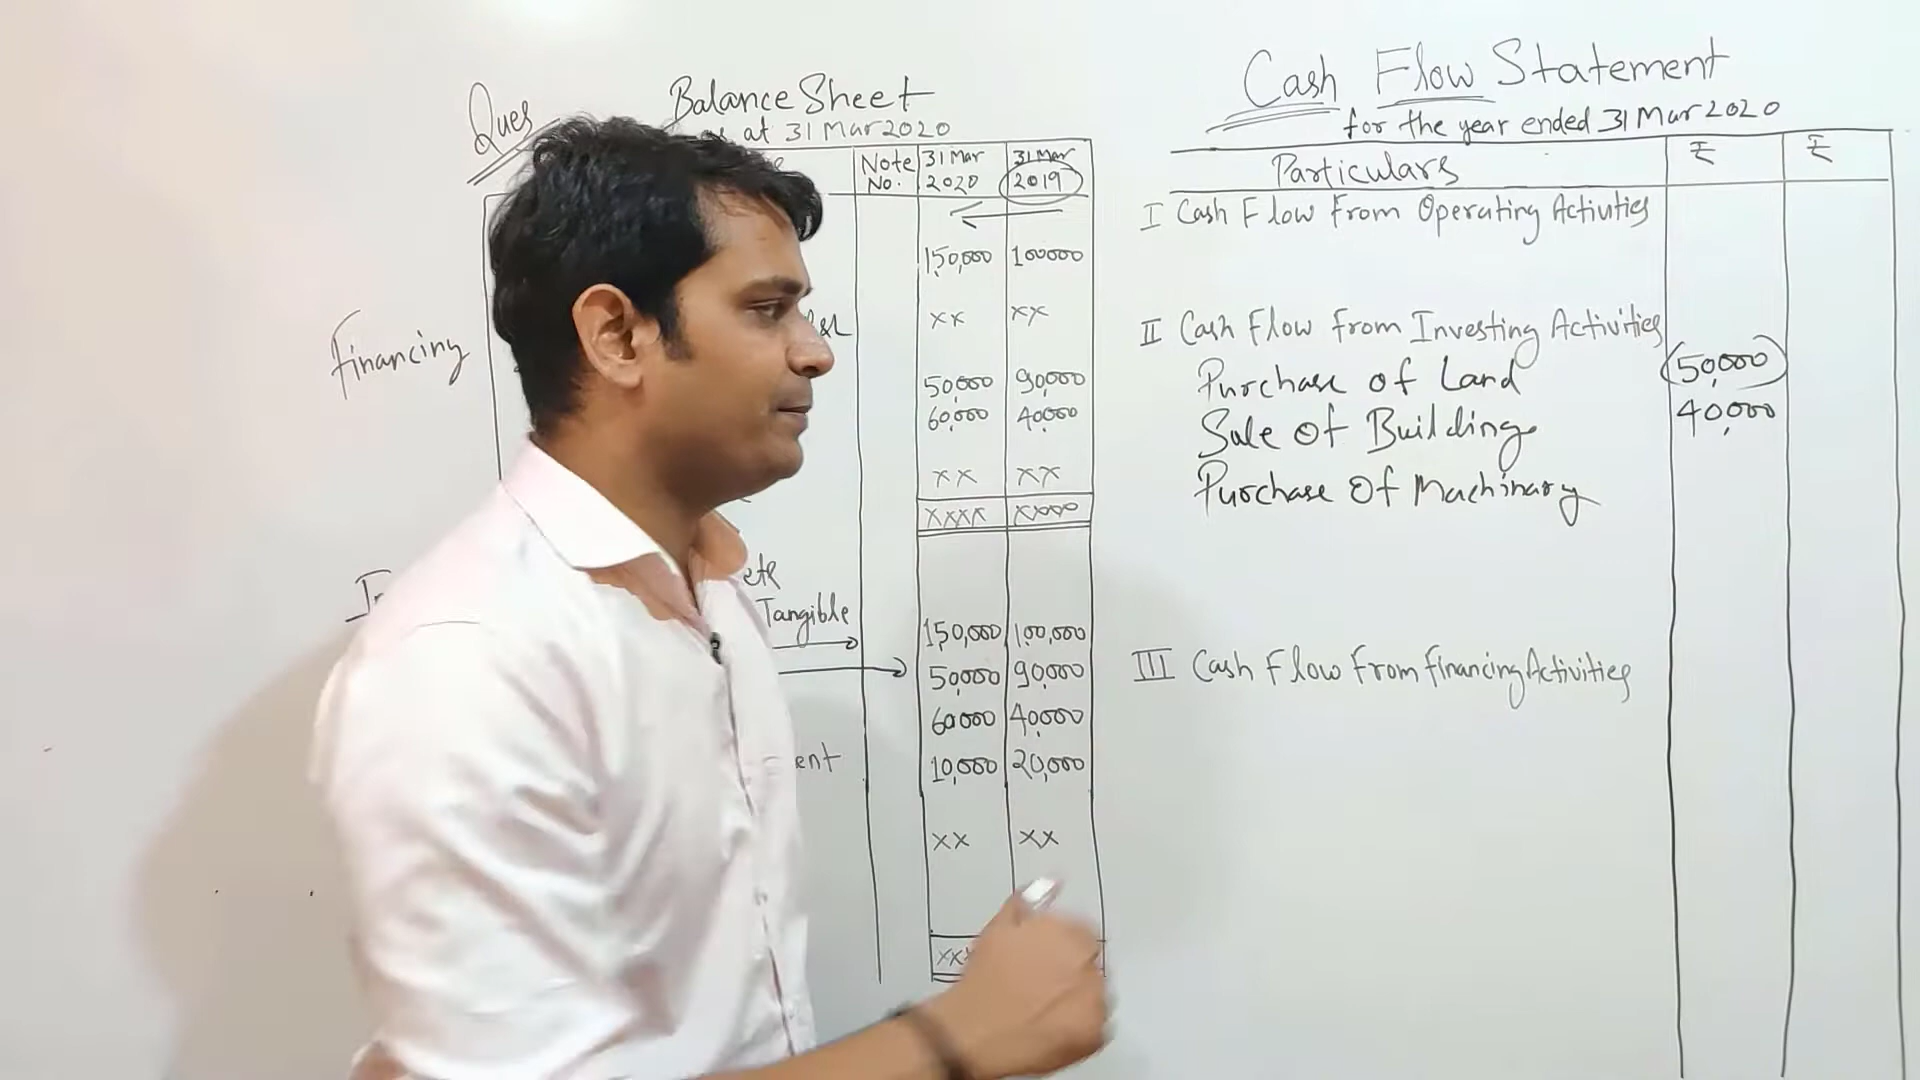 Ques
Balance Sheet
as at 31 Mar 2020
Note No. 31 Mar 2020 31 Mar 2019
150,000 100000
xx xx
Financing
50,000 90,000
60,000 40,000
xx xx
xxxx xxxx
Tangible
150,000 100,000
50,000 90,000
60000 40,000
10,000 20,000
xx xx
Cash Flow Statement
for the year ended 31 Mar 2020
Particulars ₹ ₹
I Cash Flow From Operating Activities
II Cash Flow From Investing Activities
Purchase of Land (50,000)
Sale of Building 40,000
Purchase of Machinary
III Cash Flow From Financing Activities